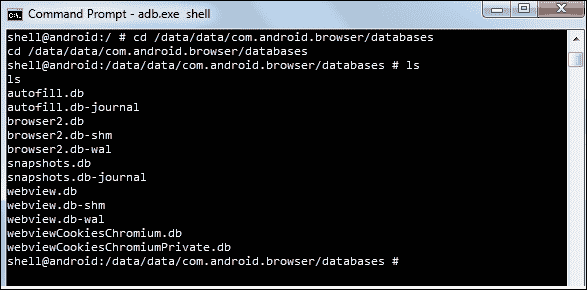 Command Prompt - adb.exe  shell
shell@android:/ # cd /data/data/com.android.browser/databases
cd /data/data/com.android.browser/databases
shell@android:/data/data/com.android.browser/databases # ls
ls
autofill.db
autofill.db-journal
browser2.db
browser2.db-shm
browser2.db-wal
snapshots.db
snapshots.db-journal
webview.db
webview.db-shm
webview.db-wal
webviewCookiesChromium.db
webviewCookiesChromiumPrivate.db
shell@android:/data/data/com.android.browser/databases #